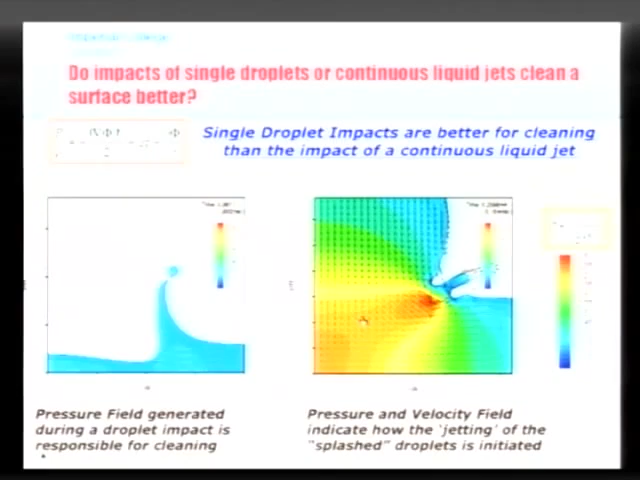 Do impacts of single droplets or continuous liquid jets clean a
surface better?
Single Droplet Impacts are better for cleaning
than the impact of a continuous liquid jet
Pressure Field generated
during a droplet impact is
responsible for cleaning
Pressure and Velocity Field
indicate how the 'jetting' of the
"splashed" droplets is initiated